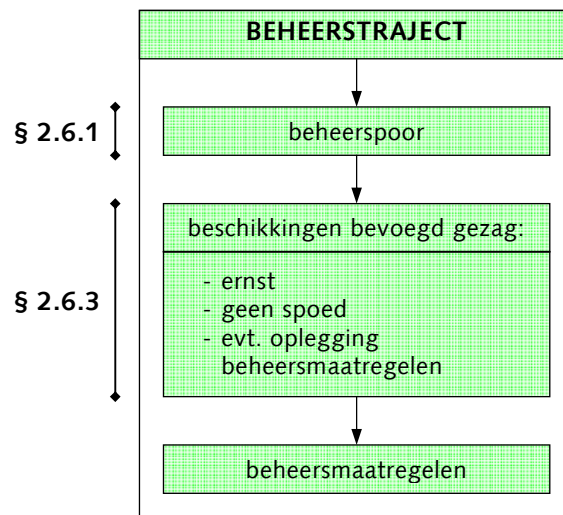 BEHEERSTRAJECT
§ 2.6.1
beheerspoor
beschikkingen bevoegd gezag:
§ 2.6.3
- ernst
- geen spoed
- evt. oplegging
beheersmaatregelen
beheersmaatregelen